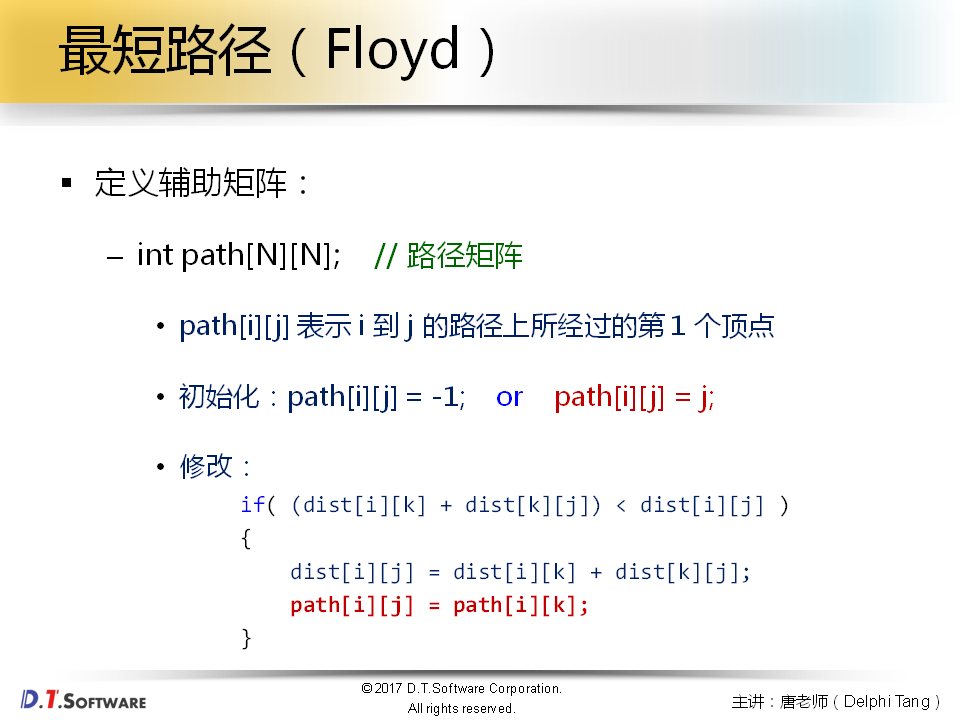 最短路径（Floyd）
▪ 定义辅助矩阵：
– int path[N][N]; // 路径矩阵
• path[i][j] 表示 i 到 j 的路径上所经过的第 1 个顶点
• 初始化：path[i][j] = -1; or path[i][j] = j;
• 修改：
if( (dist[i][k] + dist[k][j]) < dist[i][j] )
{
dist[i][j] = dist[i][k] + dist[k][j];
path[i][j] = path[i][k];
}
D.T.SOFTWARE
©2017 D.T.Software Corporation.
All rights reserved.
主讲：唐老师（Delphi Tang）